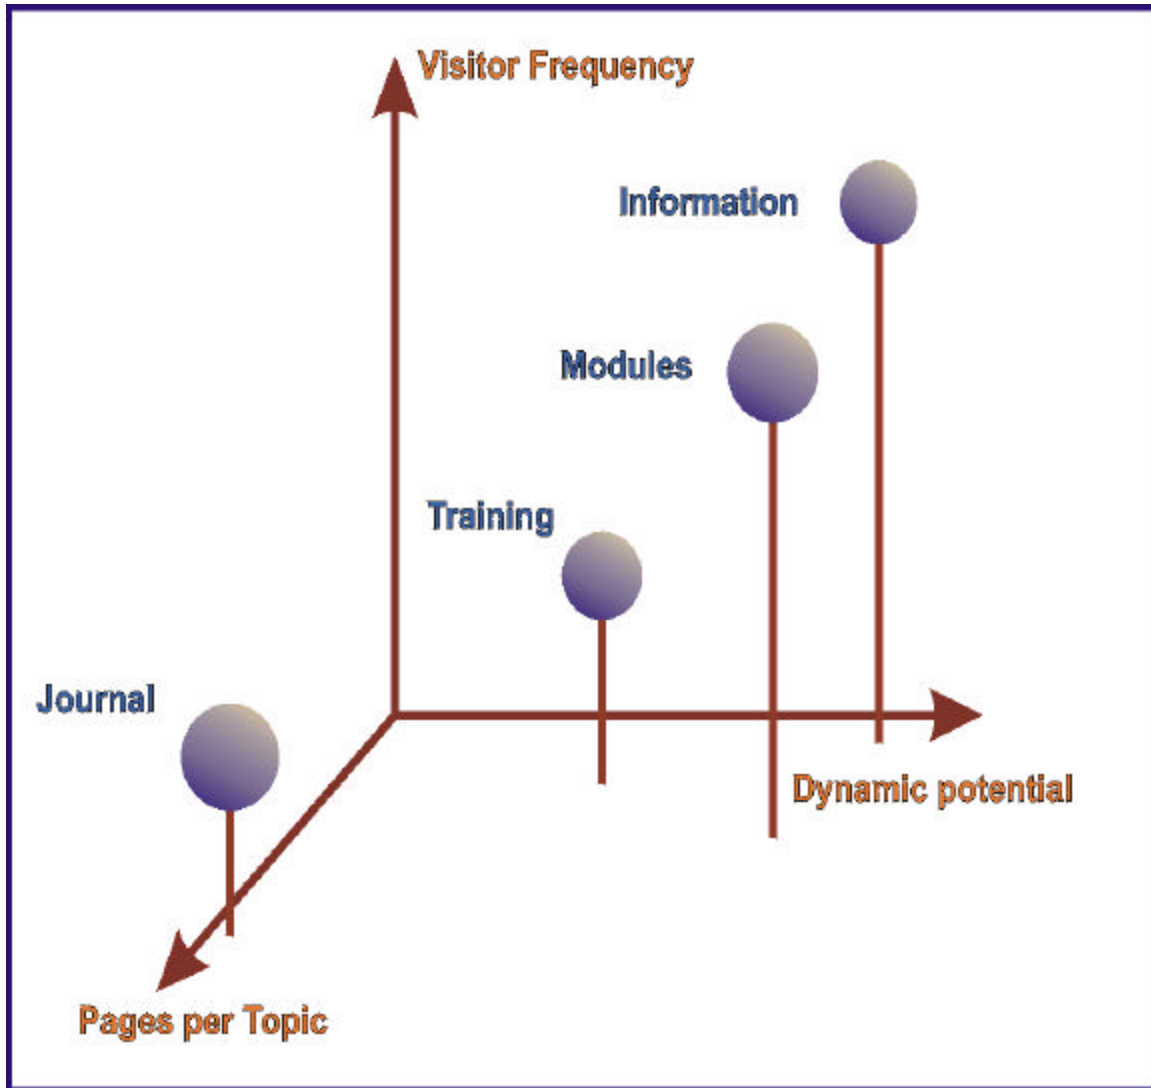 Visitor Frequency
Information
Modules
Training
Journal
Dynamic potential
Pages per Topic